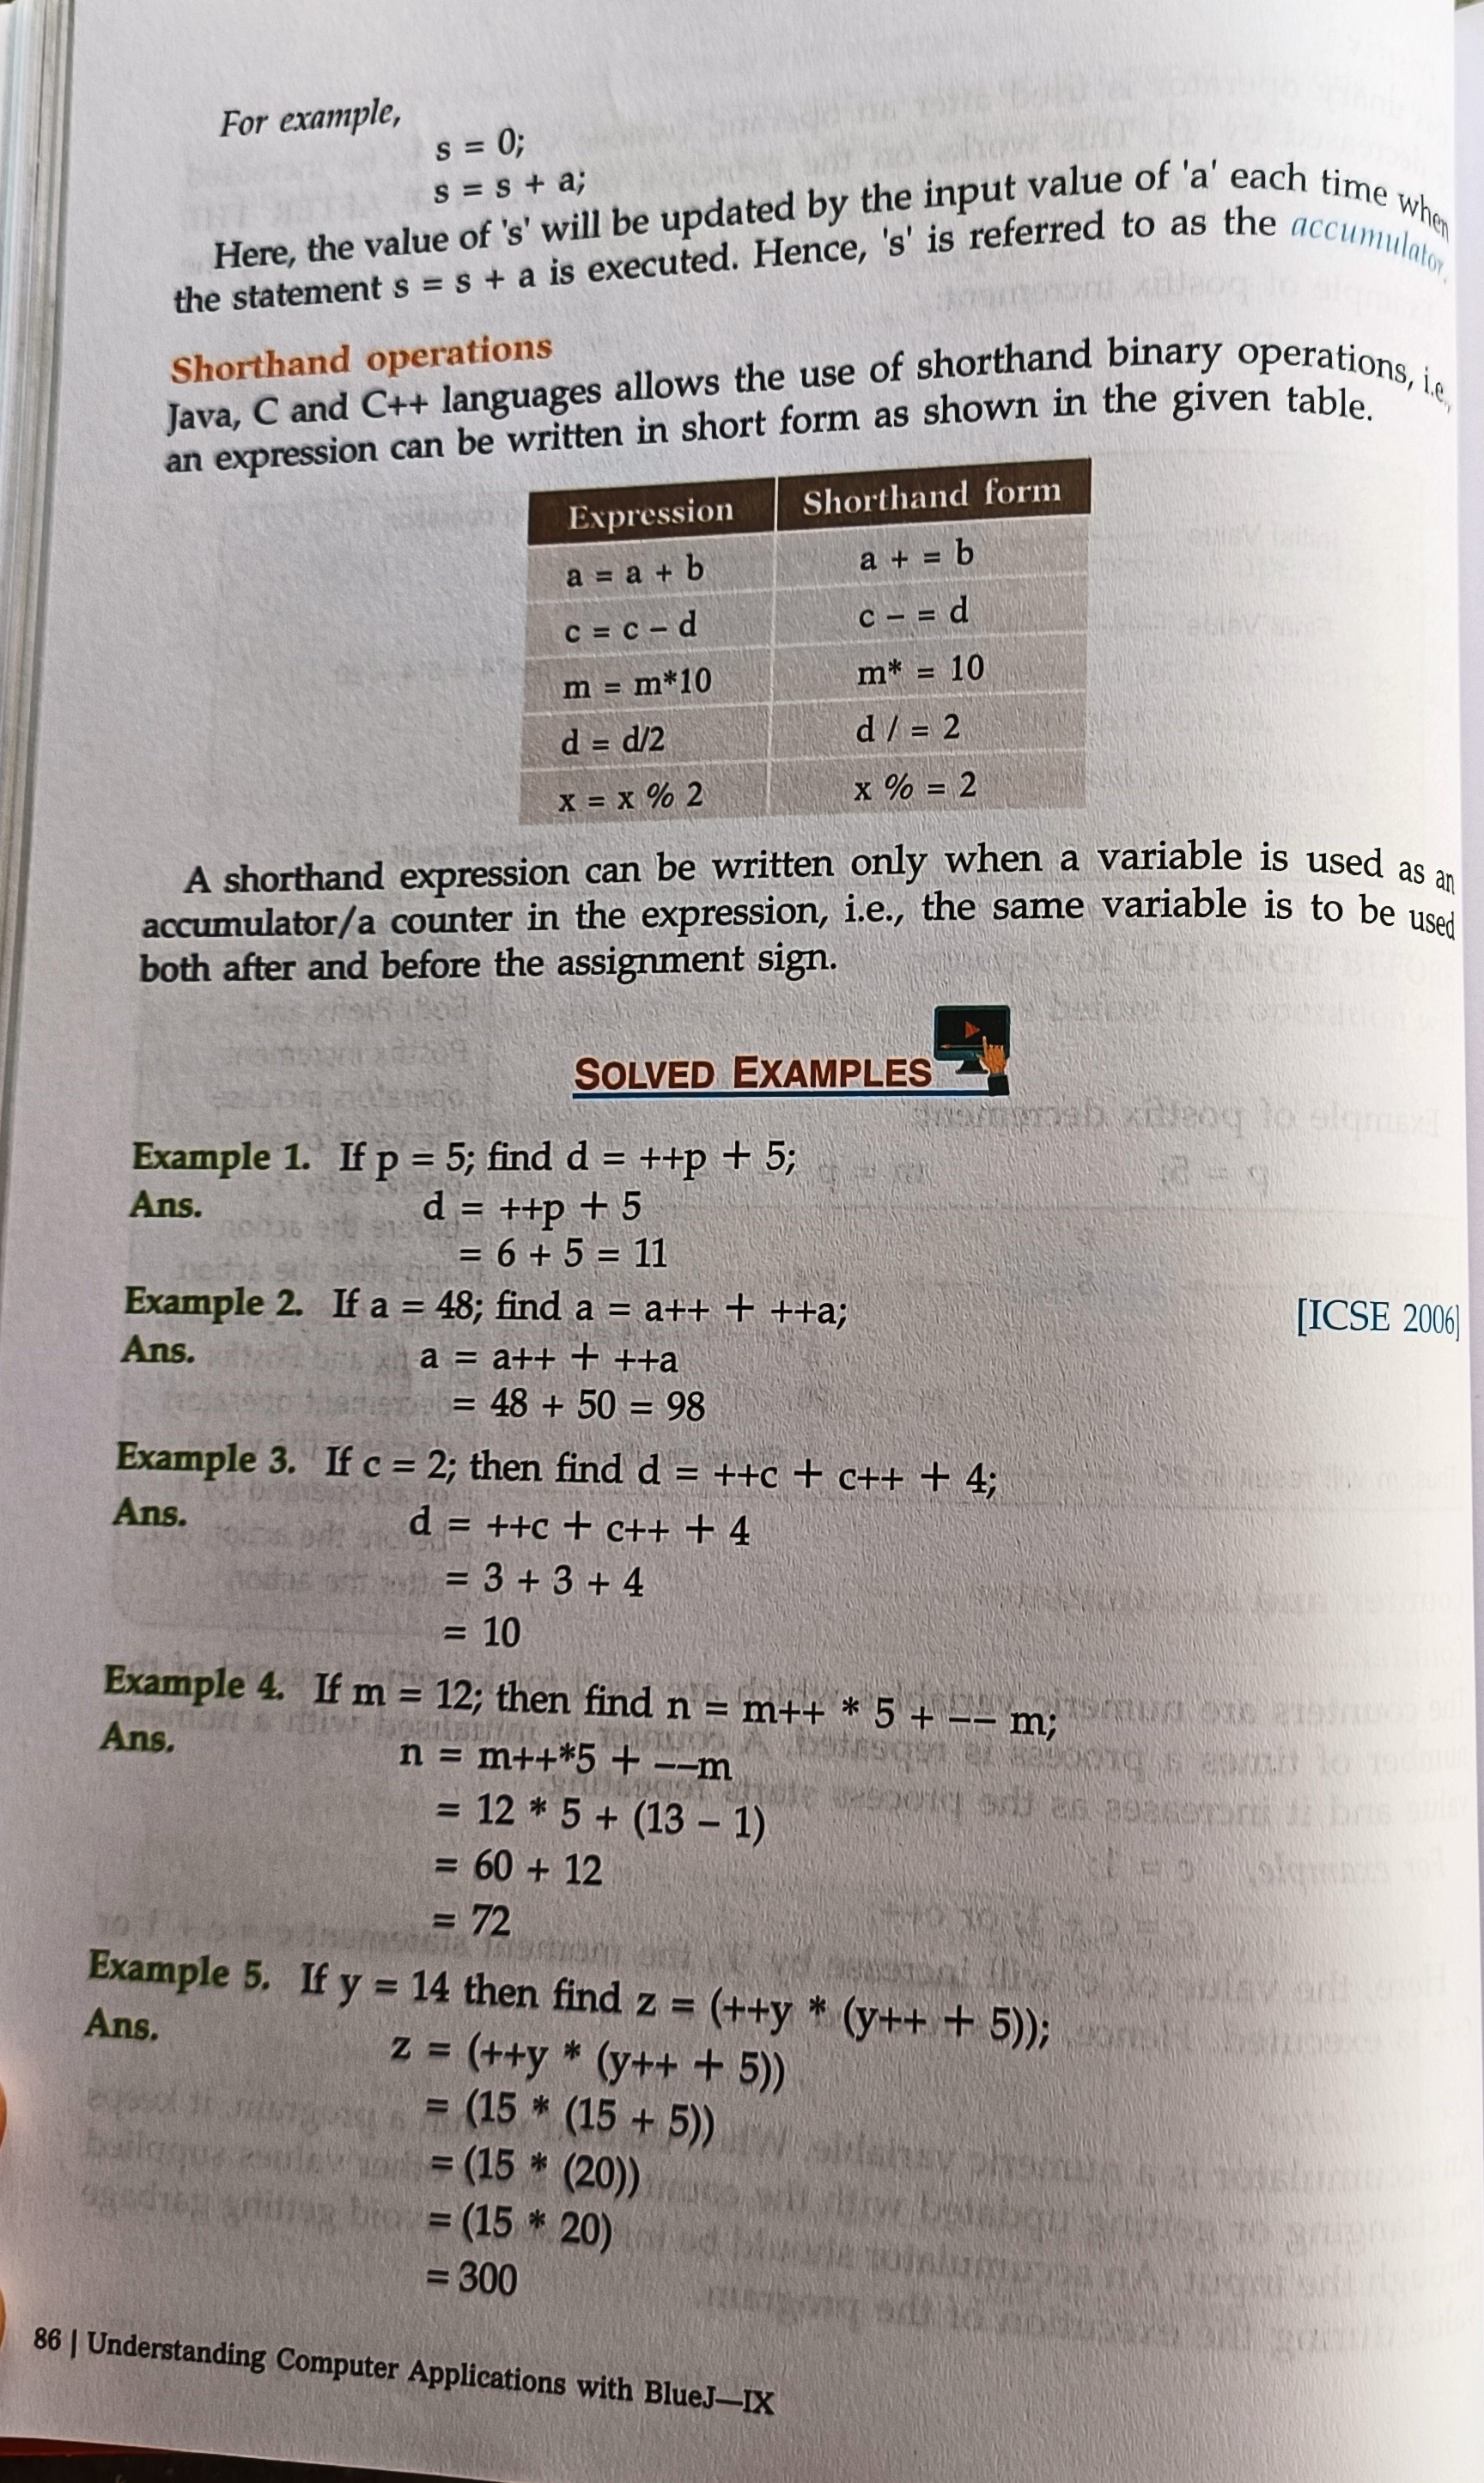 For example,
s = 0;
s = s + a;
Here, the value of 's' will be updated by the input value of 'a' each time when
the statement s = s + a is executed. Hence, 's' is referred to as the accumulator.
Shorthand operations
Java, C and C++ languages allows the use of shorthand binary operations, i.e.,
an expression can be written in short form as shown in the given table.
Expression Shorthand form
a = a + b a + = b
c = c – d c – = d
m = m*10 m* = 10
d = d/2 d / = 2
x = x % 2 x % = 2
A shorthand expression can be written only when a variable is used as an
accumulator/a counter in the expression, i.e., the same variable is to be used
both after and before the assignment sign.
SOLVED EXAMPLES
Example 1. If p = 5; find d = ++p + 5;
Ans. d = ++p + 5
= 6 + 5 = 11
Example 2. If a = 48; find a = a++ + ++a; [ICSE 2006]
Ans. a = a++ + ++a
= 48 + 50 = 98
Example 3. If c = 2; then find d = ++c + c++ + 4;
Ans. d = ++c + c++ + 4
= 3 + 3 + 4
= 10
Example 4. If m = 12; then find n = m++ * 5 + –– m;
Ans. n = m++*5 + ––m
= 12 * 5 + (13 – 1)
= 60 + 12
= 72
Example 5. If y = 14 then find z = (++y * (y++ + 5));
Ans. z = (++y * (y++ + 5))
= (15 * (15 + 5))
= (15 * (20))
= (15 * 20)
= 300
86 | Understanding Computer Applications with BlueJ—IX